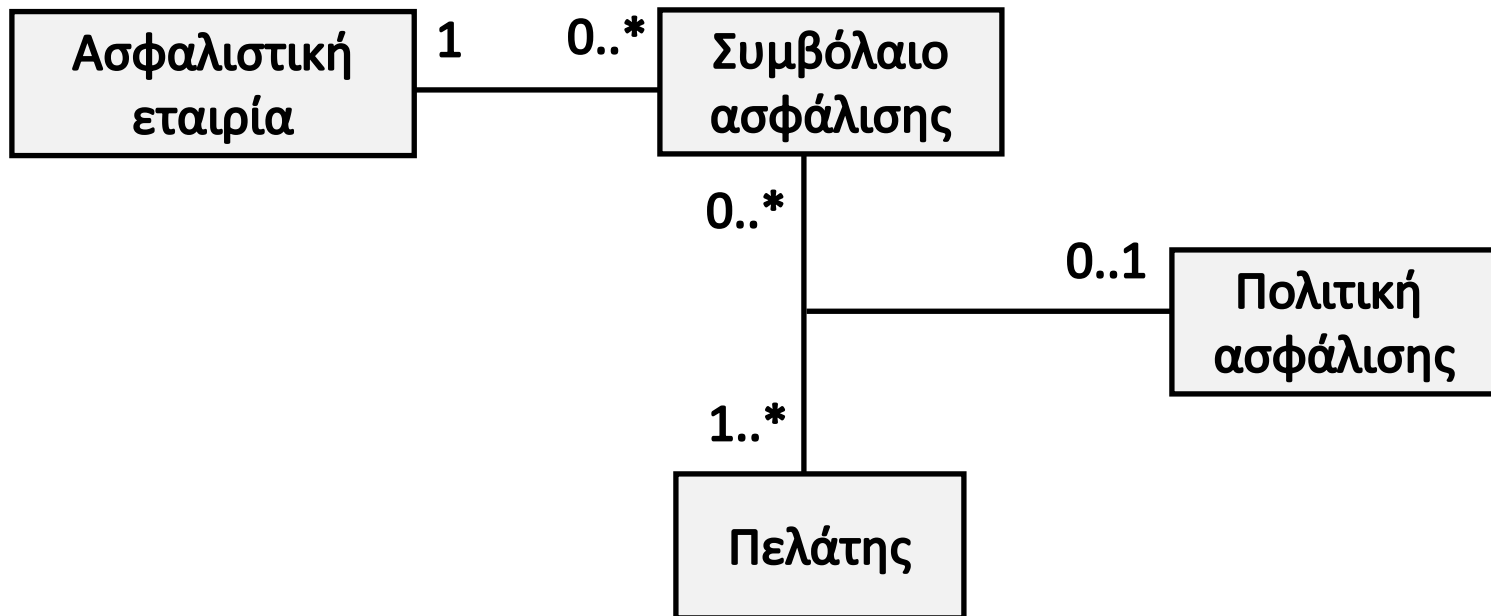 Ασφαλιστική
εταιρία
1
0..*
Συμβόλαιο
ασφάλισης
0..*
0..1
Πολιτική
ασφάλισης
1..*
Πελάτης